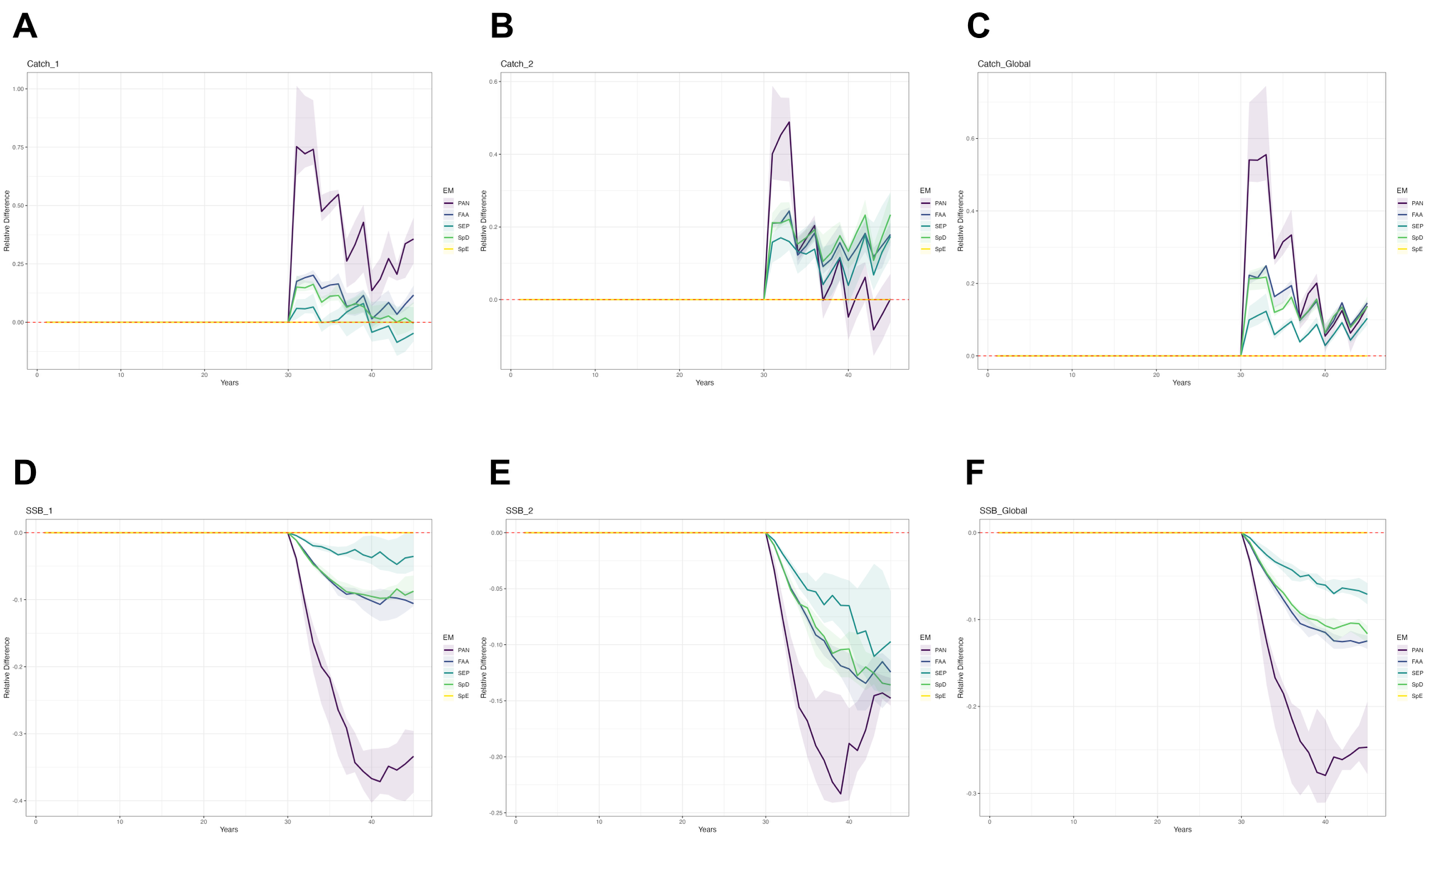 A
B
C
Catch_1
Catch_2
Catch_Global
Relative Difference
1.00
0.75
0.50
0.25
0.00
0 10 20 30 40
Years
EM
PAN
FAA
SEP
SpD
SpE
Relative Difference
0.6
0.4
0.2
0.0
0 10 20 30 40
Years
EM
PAN
FAA
SEP
SpD
SpE
Relative Difference
0.6
0.4
0.2
0.0
0 10 20 30 40
Years
EM
PAN
FAA
SEP
SpD
SpE
D
E
F
SSB_1
SSB_2
SSB_Global
Relative Difference
0.0
-0.1
-0.2
-0.3
-0.4
0 10 20 30 40
Years
EM
PAN
FAA
SEP
SpD
SpE
Relative Difference
0.00
-0.05
-0.10
-0.15
-0.20
-0.25
0 10 20 30 40
Years
EM
PAN
FAA
SEP
SpD
SpE
Relative Difference
0.0
-0.1
-0.2
-0.3
0 10 20 30 40
Years
EM
PAN
FAA
SEP
SpD
SpE